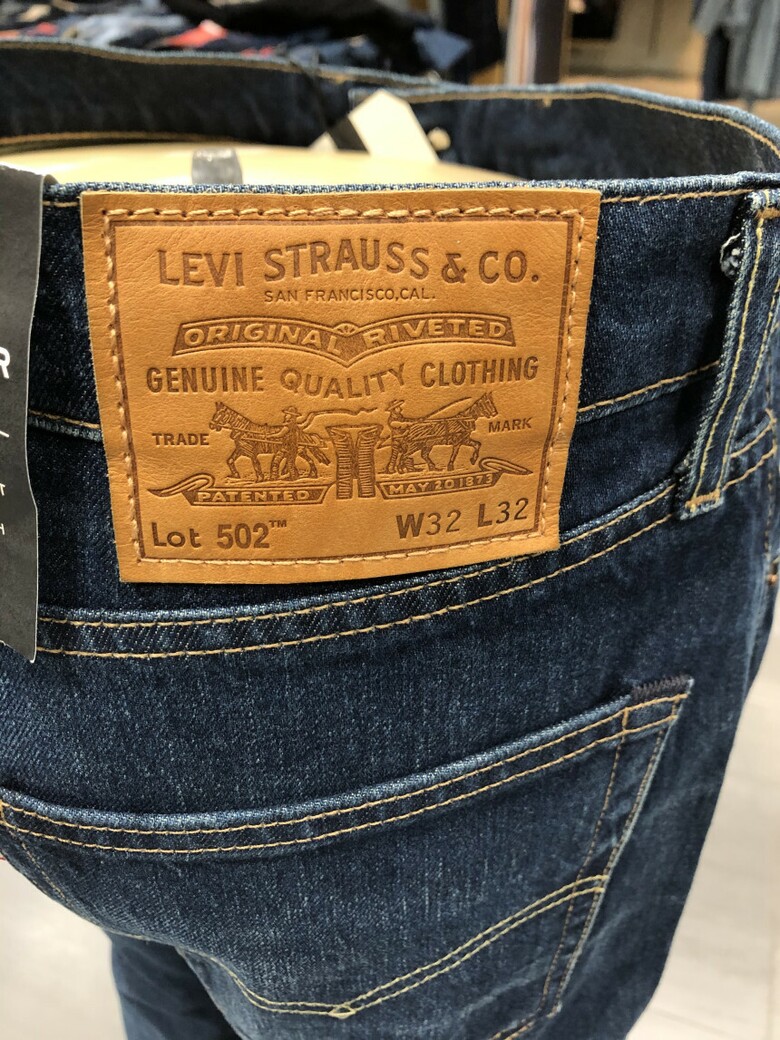 LEVI STRAUSS & CO.
SAN FRANCISCO, CAL.
ORIGINAL RIVETED
GENUINE QUALITY CLOTHING
TRADE MARK
PATENTED MAY 20 1873
Lot 502™ W32 L32
R